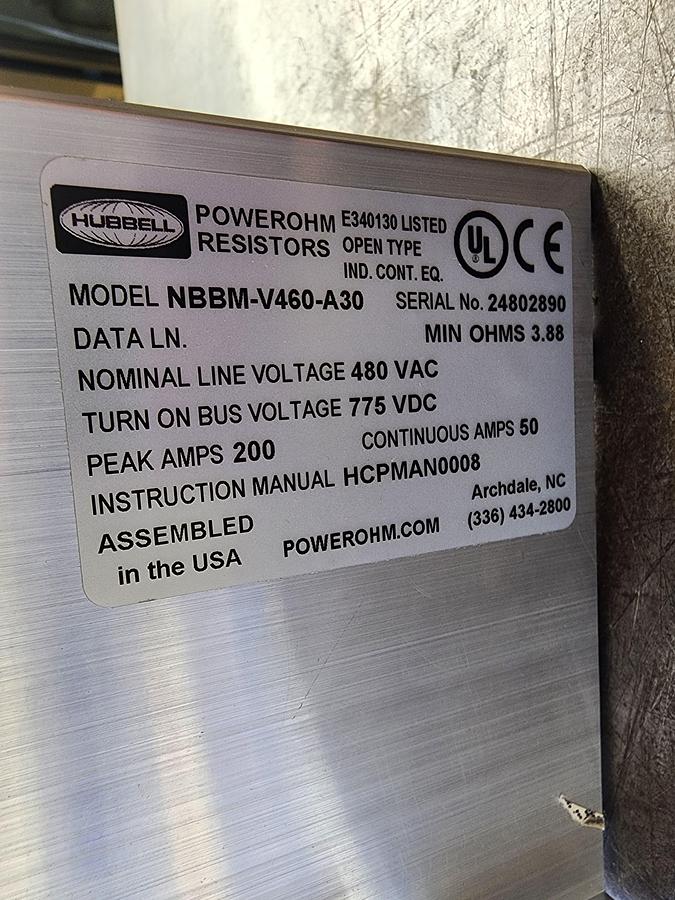 HUBBELL
POWEROHM
RESISTORS
E340130 LISTED
OPEN TYPE
IND. CONT. EQ.
UL
CE
MODEL NBBM-V460-A30 SERIAL No. 24802890
DATA LN. MIN OHMS 3.88
NOMINAL LINE VOLTAGE 480 VAC
TURN ON BUS VOLTAGE 775 VDC
PEAK AMPS 200 CONTINUOUS AMPS 50
INSTRUCTION MANUAL HCPMAN0008
ASSEMBLED
in the USA
POWEROHM.COM
Archdale, NC
(336) 434-2800